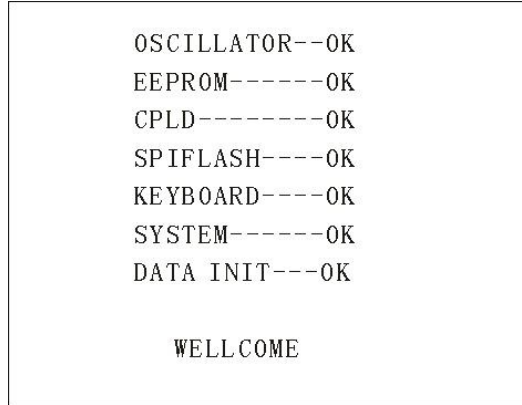 OSCILLATOR--OK
EEPROM------OK
CPLD--------OK
SPIFLASH----OK
KEYBOARD----OK
SYSTEM------OK
DATA INIT---OK
WELLCOME